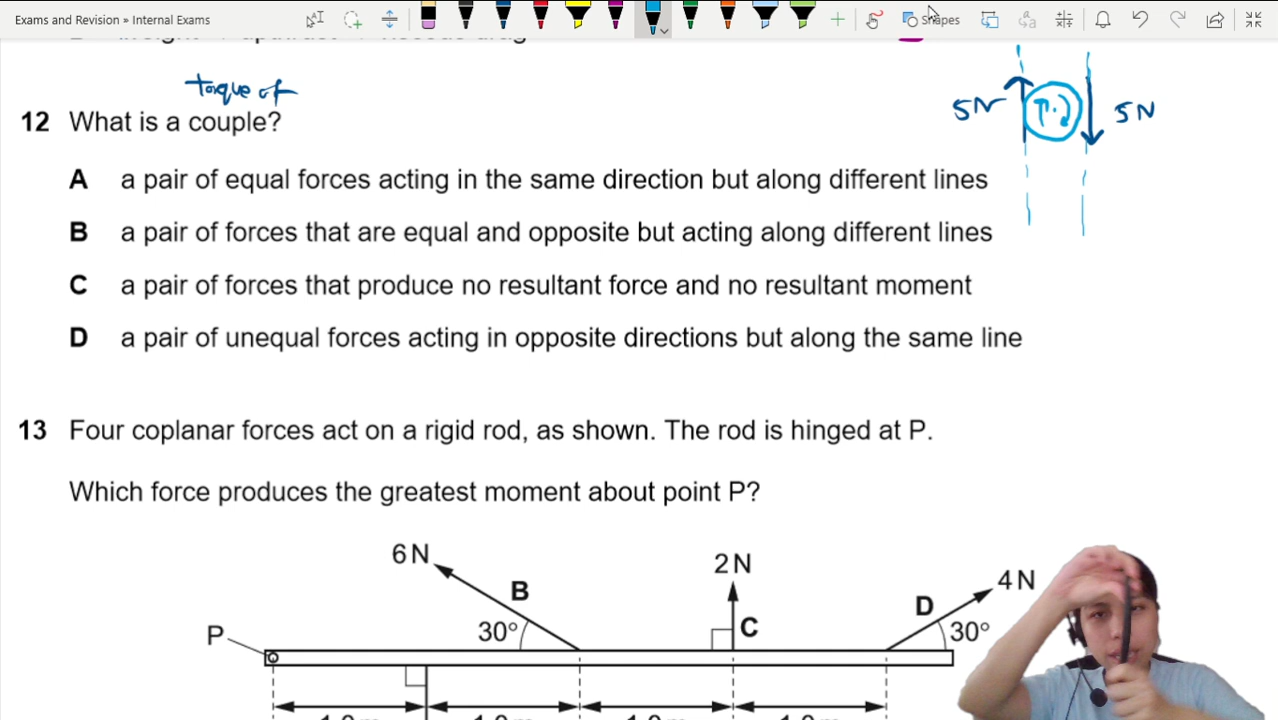 Exams and Revision » Internal Exams
Shapes
torque of
12 What is a couple?
5N 5N
A a pair of equal forces acting in the same direction but along different lines
B a pair of forces that are equal and opposite but acting along different lines
C a pair of forces that produce no resultant force and no resultant moment
D a pair of unequal forces acting in opposite directions but along the same line
13 Four coplanar forces act on a rigid rod, as shown. The rod is hinged at P.
Which force produces the greatest moment about point P?
6N
2N
4N
B
D
P
30°
C
30°